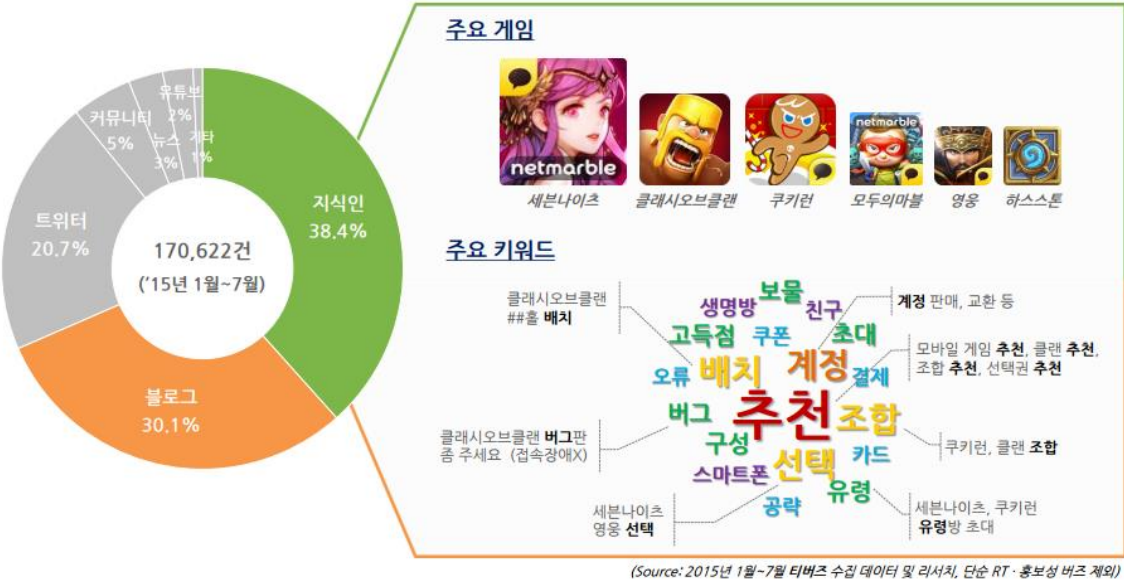 주요 게임
netmarble
netmarble
세븐나이츠
클래시오브클랜
쿠키런
모두의마블
영웅
하스스톤
유튜브
2%
커뮤니티
5%
뉴스
3%
기타
1%
지식인
38.4%
트위터
20.7%
170,622건
('15년 1월~7월)
블로그
30.1%
주요 키워드
클래시오브클랜
##홀 배치
보물
생명방
친구
고득점
쿠폰
초대
오류
배치
계정
결제
추천
버그
조합
구성
선택
카드
스마트폰
유령
공략
계정 판매, 교환 등
모바일 게임 추천, 클랜 추천,
조합 추천, 선택권 추천
클래시오브클랜 버그판
좀 주세요 (접속장애X)
쿠키런, 클랜 조합
세븐나이츠
영웅 선택
세븐나이츠, 쿠키런
유령방 초대
(Source: 2015년 1월~7월 티버즈 수집 데이터 및 리서치, 단순 RT · 홍보성 버즈 제외)